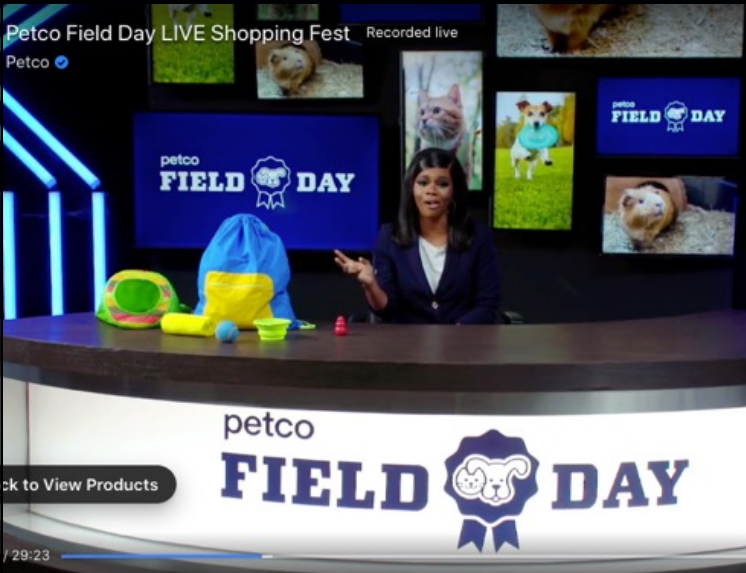 Petco Field Day LIVE Shopping Fest Recorded live
Petco
petco
FIELD DAY
petco
FIELD DAY
petco
FIELD DAY
ck to View Products
/ 29:23